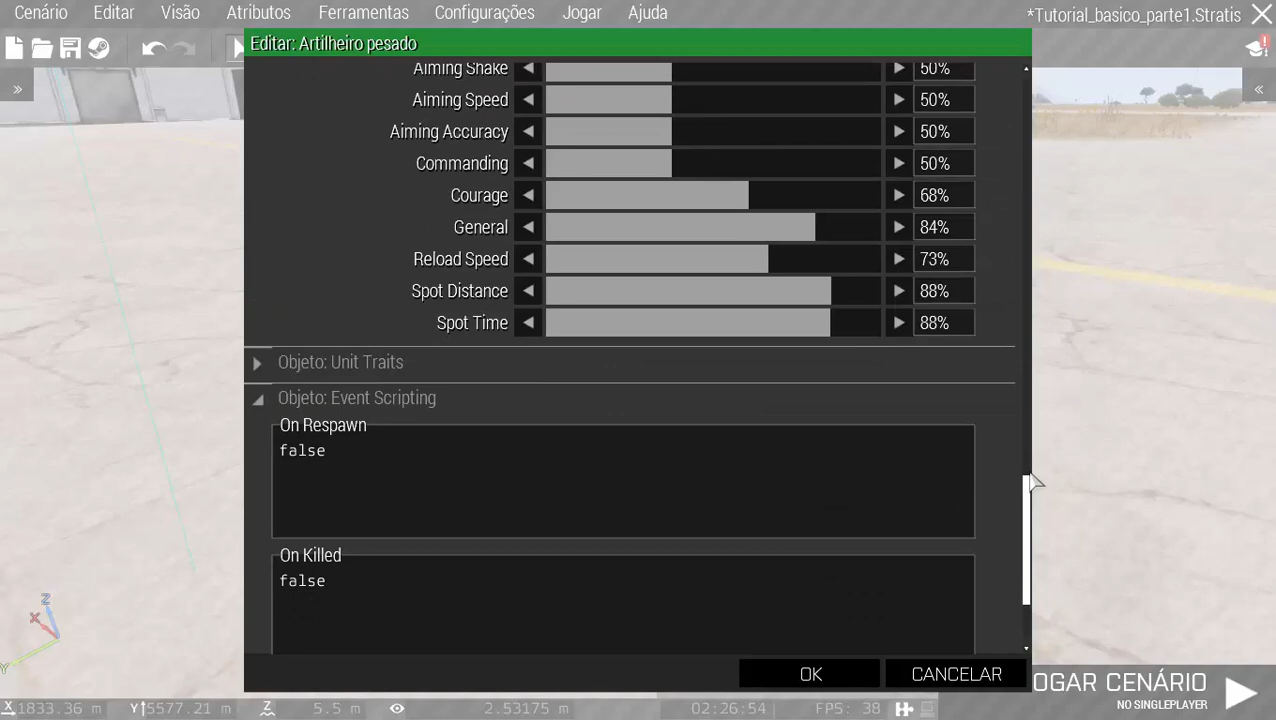 Cenário Editar Visão Atributos Ferramentas Configurações Jogar Ajuda *Tutorial_basico_parte1.Stratis
Editar: Artilheiro pesado
Aiming Shake 50%
Aiming Speed 50%
Aiming Accuracy 50%
Commanding 50%
Courage 68%
General 84%
Reload Speed 73%
Spot Distance 88%
Spot Time 88%
Objeto: Unit Traits
Objeto: Event Scripting
On Respawn
false
On Killed
false
OK CANCELAR
OGAR CENÁRIO
NO SINGLEPLAYER
Z
X
Y
X 1833.36 m Y 5577.21 m Z 5.5 m 2.53175 m 02:26:54 FPS: 38 H